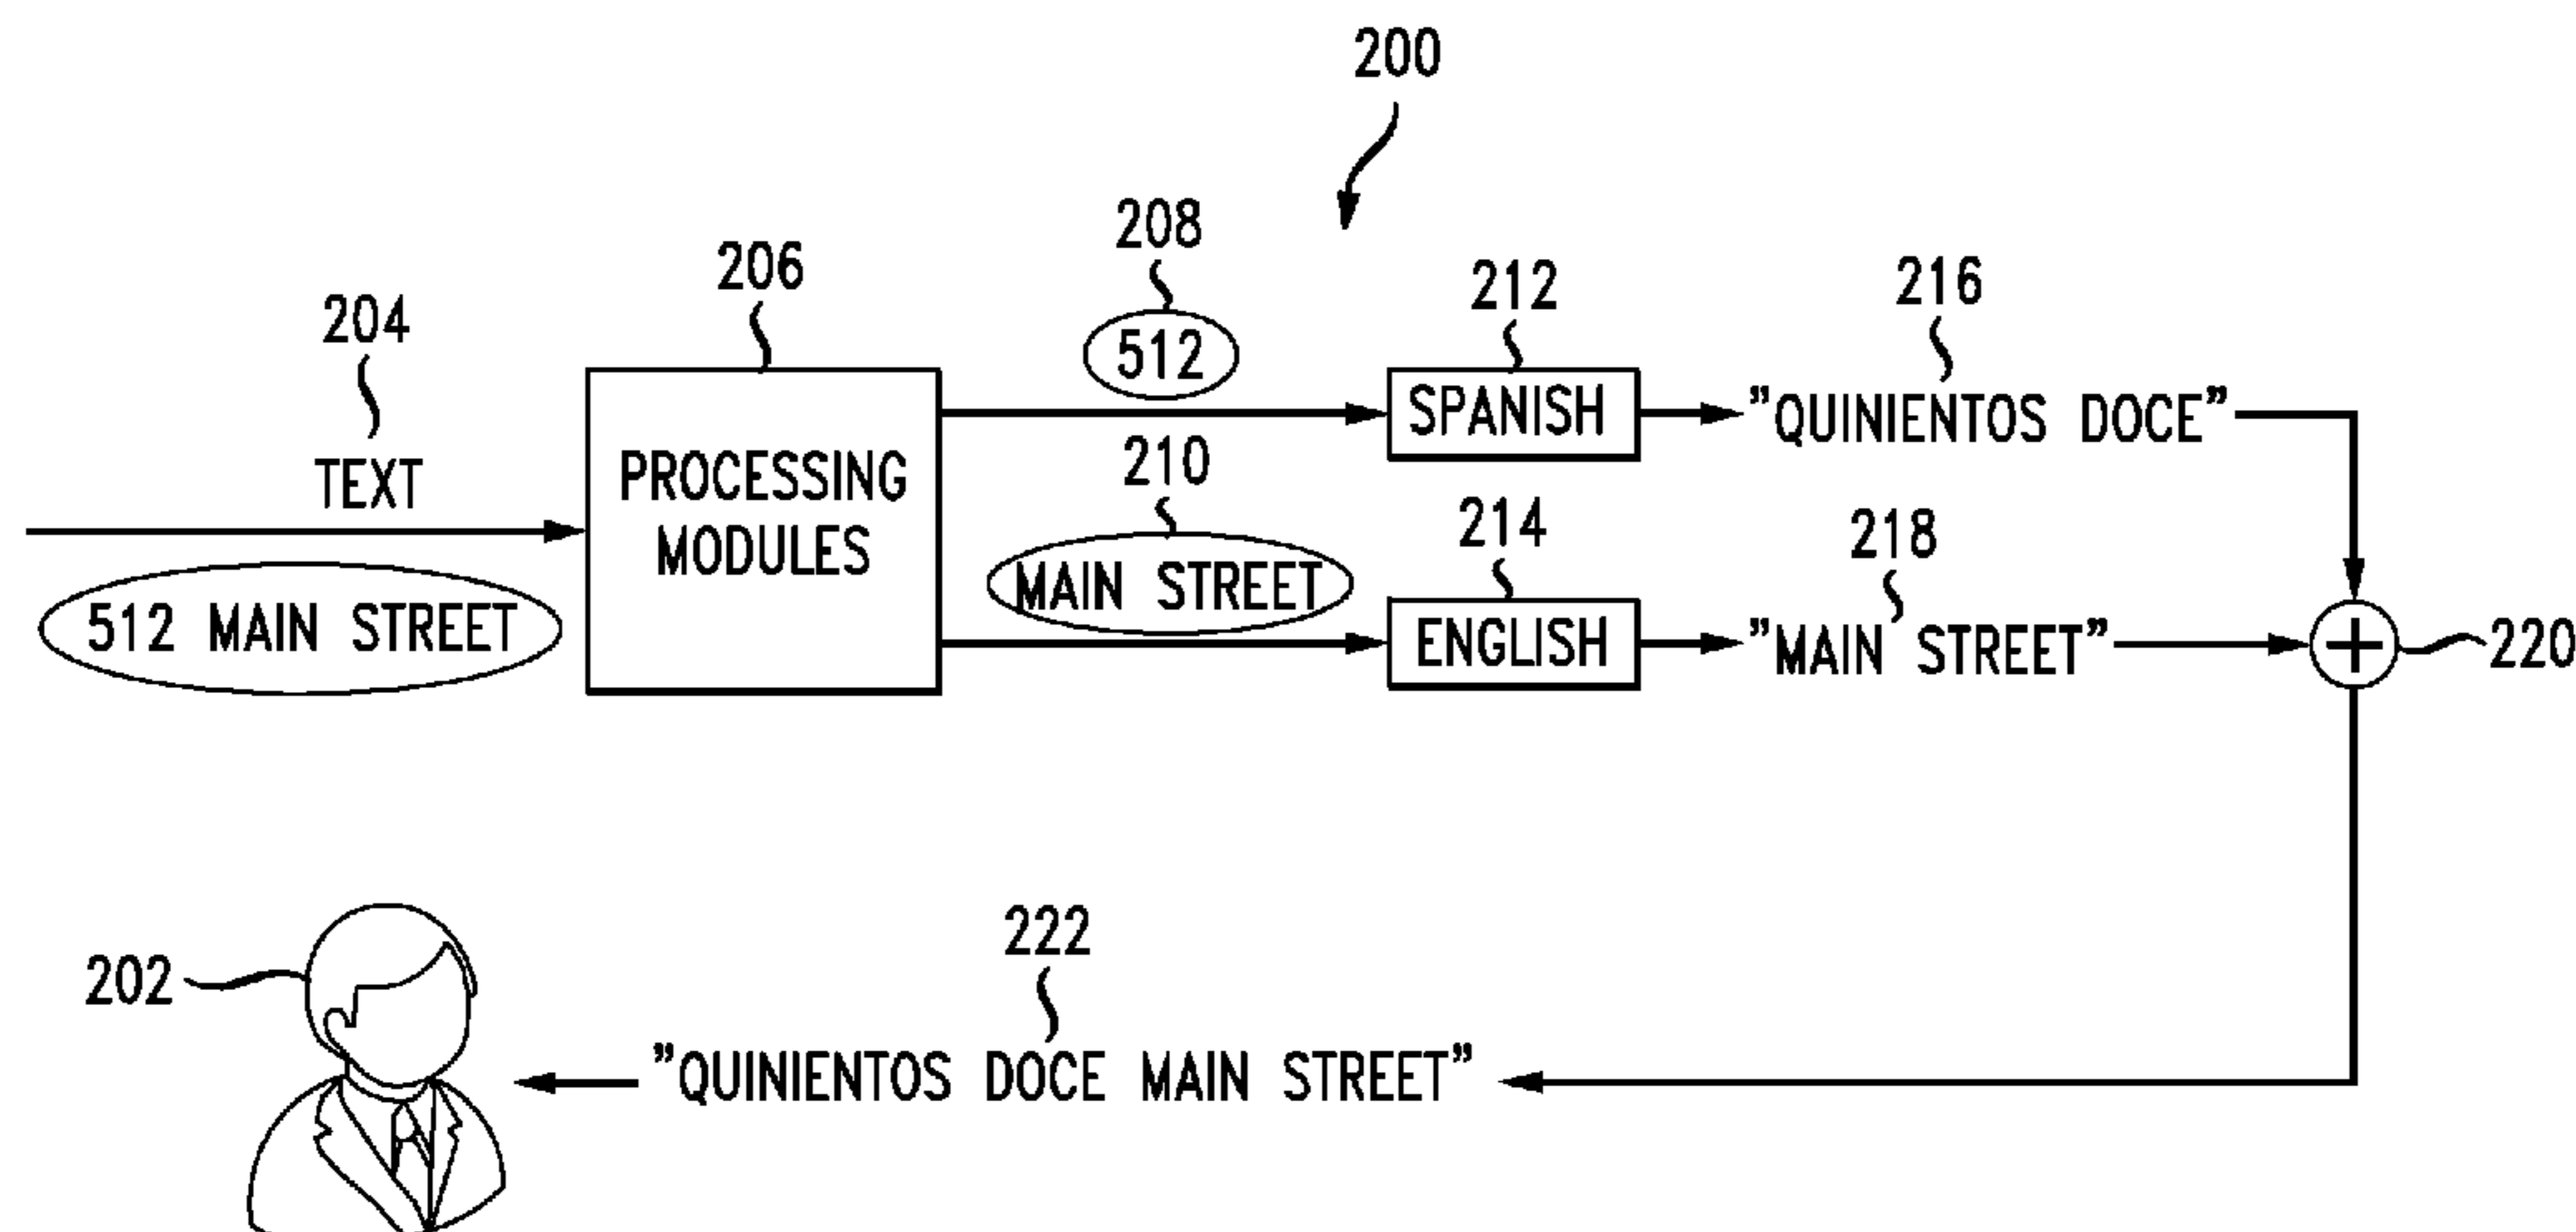 200
208
206
212
216
204
512
SPANISH
”QUINIENTOS DOCE”
TEXT
PROCESSING
MODULES
210
214
218
512 MAIN STREET
MAIN STREET
ENGLISH
”MAIN STREET”
+
220
222
202
”QUINIENTOS DOCE MAIN STREET”